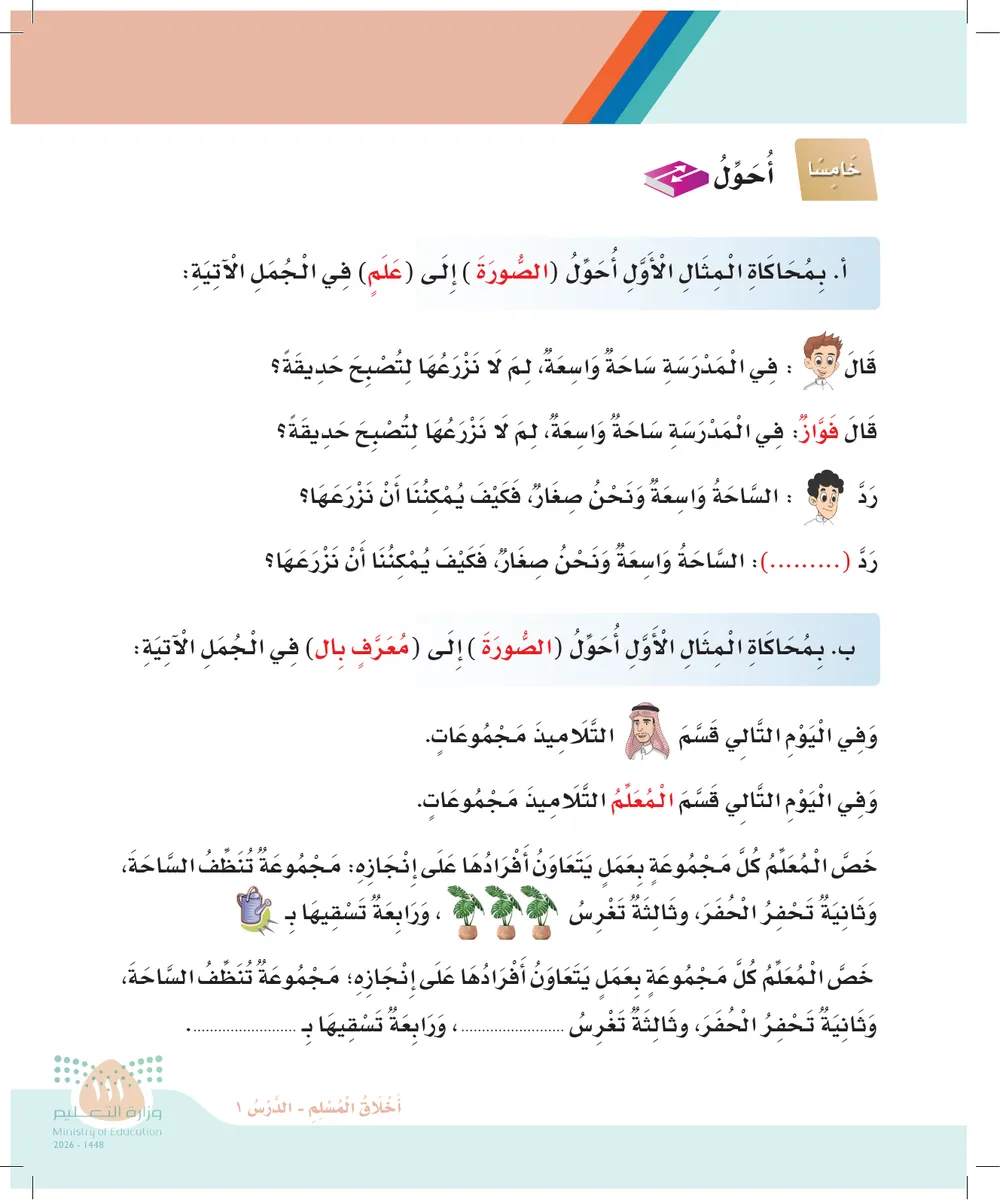 خَامِسًا
أُحَوِّلُ
أ. بِمُحَاكَاةِ الْمِثَالِ الْأَوَّلِ أُحَوِّلُ (الصُّورَةَ) إِلَى (عَلَمٍ) فِي الْجُمَلِ الْآتِيَةِ:
قَالَ : فِي الْمَدْرَسَةِ سَاحَةٌ وَاسِعَةٌ، لِمَ لَا نَزْرَعُهَا لِتُصْبِحَ حَدِيقَةً؟
قَالَ فَوَّازٌ: فِي الْمَدْرَسَةِ سَاحَةٌ وَاسِعَةٌ، لِمَ لَا نَزْرَعُهَا لِتُصْبِحَ حَدِيقَةً؟
رَدَّ : السَّاحَةُ وَاسِعَةٌ وَنَحْنُ صِغَارٌ، فَكَيْفَ يُمْكِنُنَا أَنْ نَزْرَعَهَا؟
رَدَّ (.........): السَّاحَةُ وَاسِعَةٌ وَنَحْنُ صِغَارٌ، فَكَيْفَ يُمْكِنُنَا أَنْ نَزْرَعَهَا؟
ب. بِمُحَاكَاةِ الْمِثَالِ الْأَوَّلِ أُحَوِّلُ (الصُّورَةَ) إِلَى (مُعَرَّفٍ بِال) فِي الْجُمَلِ الْآتِيَةِ:
وَفِي الْيَوْمِ التَّالِي قَسَّمَ التَّلَامِيذَ مَجْمُوعَاتٍ.
وَفِي الْيَوْمِ التَّالِي قَسَّمَ الْمُعَلِّمُ التَّلَامِيذَ مَجْمُوعَاتٍ.
خَصَّ الْمُعَلِّمُ كُلَّ مَجْمُوعَةٍ بِعَمَلٍ يَتَعَاوَنُ أَفْرَادُهَا عَلَى إِنْجَازِهِ: مَجْمُوعَةٌ تُنَظِّفُ السَّاحَةَ،
وَثَانِيَةٌ تَحْفِرُ الْحُفَرَ، وثَالِثَةٌ تَغْرِسُ ، وَرَابِعَةٌ تَسْقِيهَا بِـ
خَصَّ الْمُعَلِّمُ كُلَّ مَجْمُوعَةٍ بِعَمَلٍ يَتَعَاوَنُ أَفْرَادُهَا عَلَى إِنْجَازِهِ؛ مَجْمُوعَةٌ تُنَظِّفُ السَّاحَةَ،
وَثَانِيَةٌ تَحْفِرُ الْحُفَرَ، وثَالِثَةٌ تَغْرِسُ .........................، وَرَابِعَةٌ تَسْقِيهَا بِـ ..........................
أَخْلَاقُ الْمُسْلِمِ - الدَّرْسُ ١
١١١
وزارة التعليم
Ministry of Education
2026 - 1448